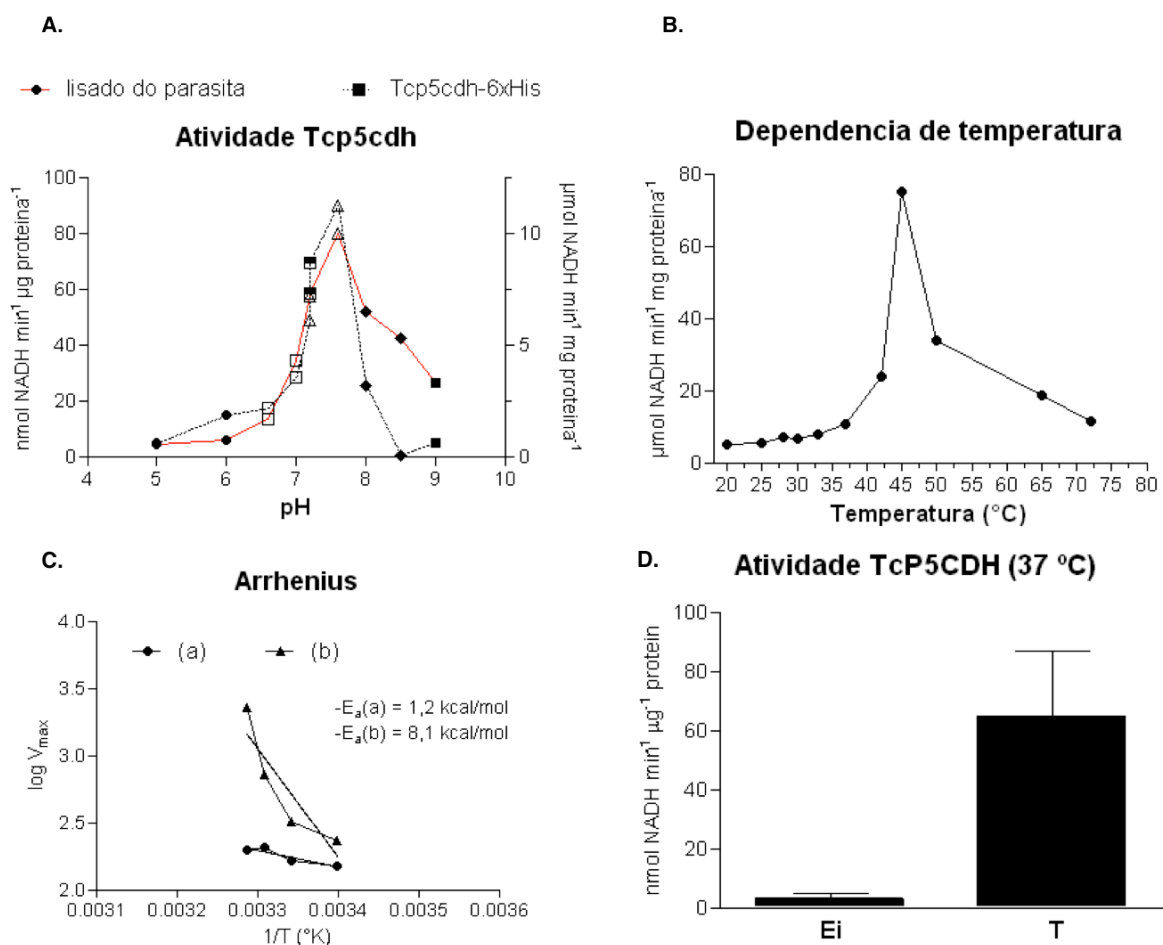 A.
lisado do parasita
Tcp5cdh-6xHis
Atividade Tcp5cdh
100
80
60
40
20
0
nmol NADH min¹ µg proteina⁻¹
10
5
0
µmol NADH min¹ mg proteina⁻¹
4 5 6 7 8 9 10
pH
B.
Dependencia de temperatura
80
60
40
20
0
µmol NADH min¹ mg proteina⁻¹
20 25 30 35 40 45 50 55 60 65 70 75 80
Temperatura (°C)
C.
Arrhenius
(a)
(b)
-Eₐ(a) = 1,2 kcal/mol
-Eₐ(b) = 8,1 kcal/mol
4.0
3.5
3.0
2.5
2.0
log Vmax
0.0031 0.0032 0.0033 0.0034 0.0035 0.0036
1/T (°K)
D.
Atividade TcP5CDH (37 ºC)
100
80
60
40
20
0
nmol NADH min¹ µg⁻¹ protein
Ei
T